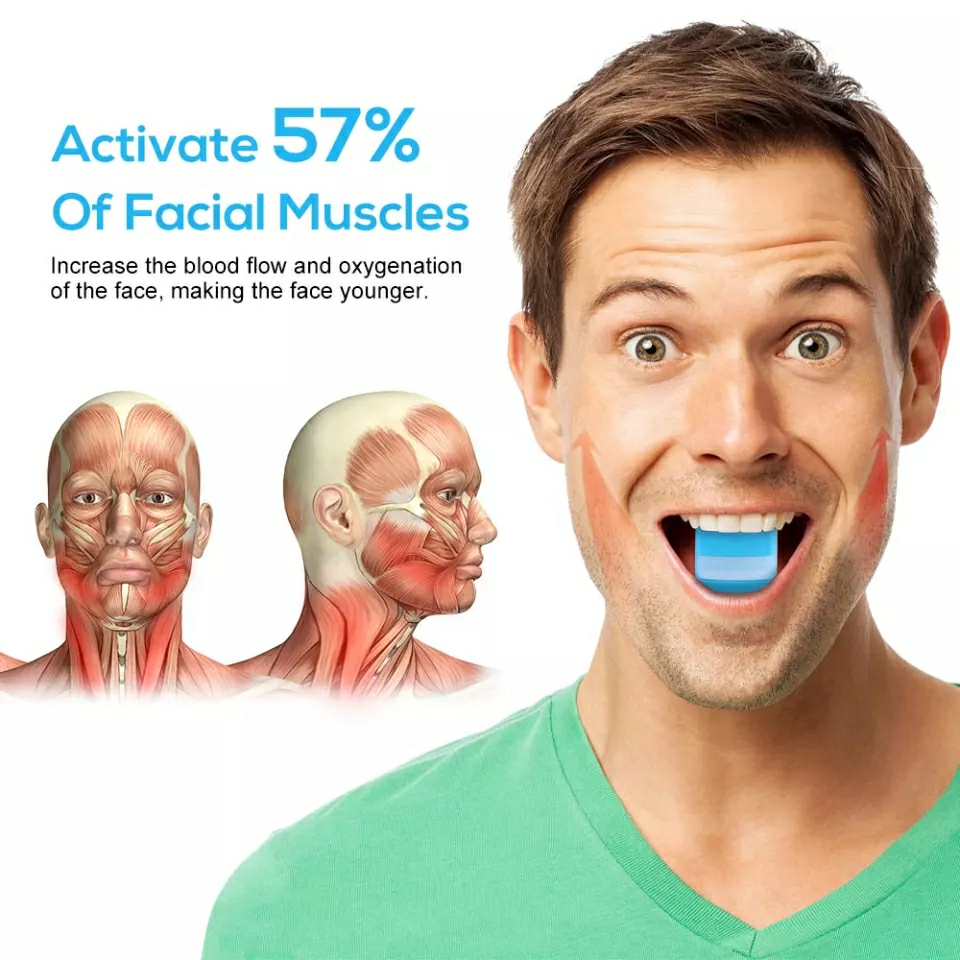 Activate 57%
Of Facial Muscles
Increase the blood flow and oxygenation
of the face, making the face younger.